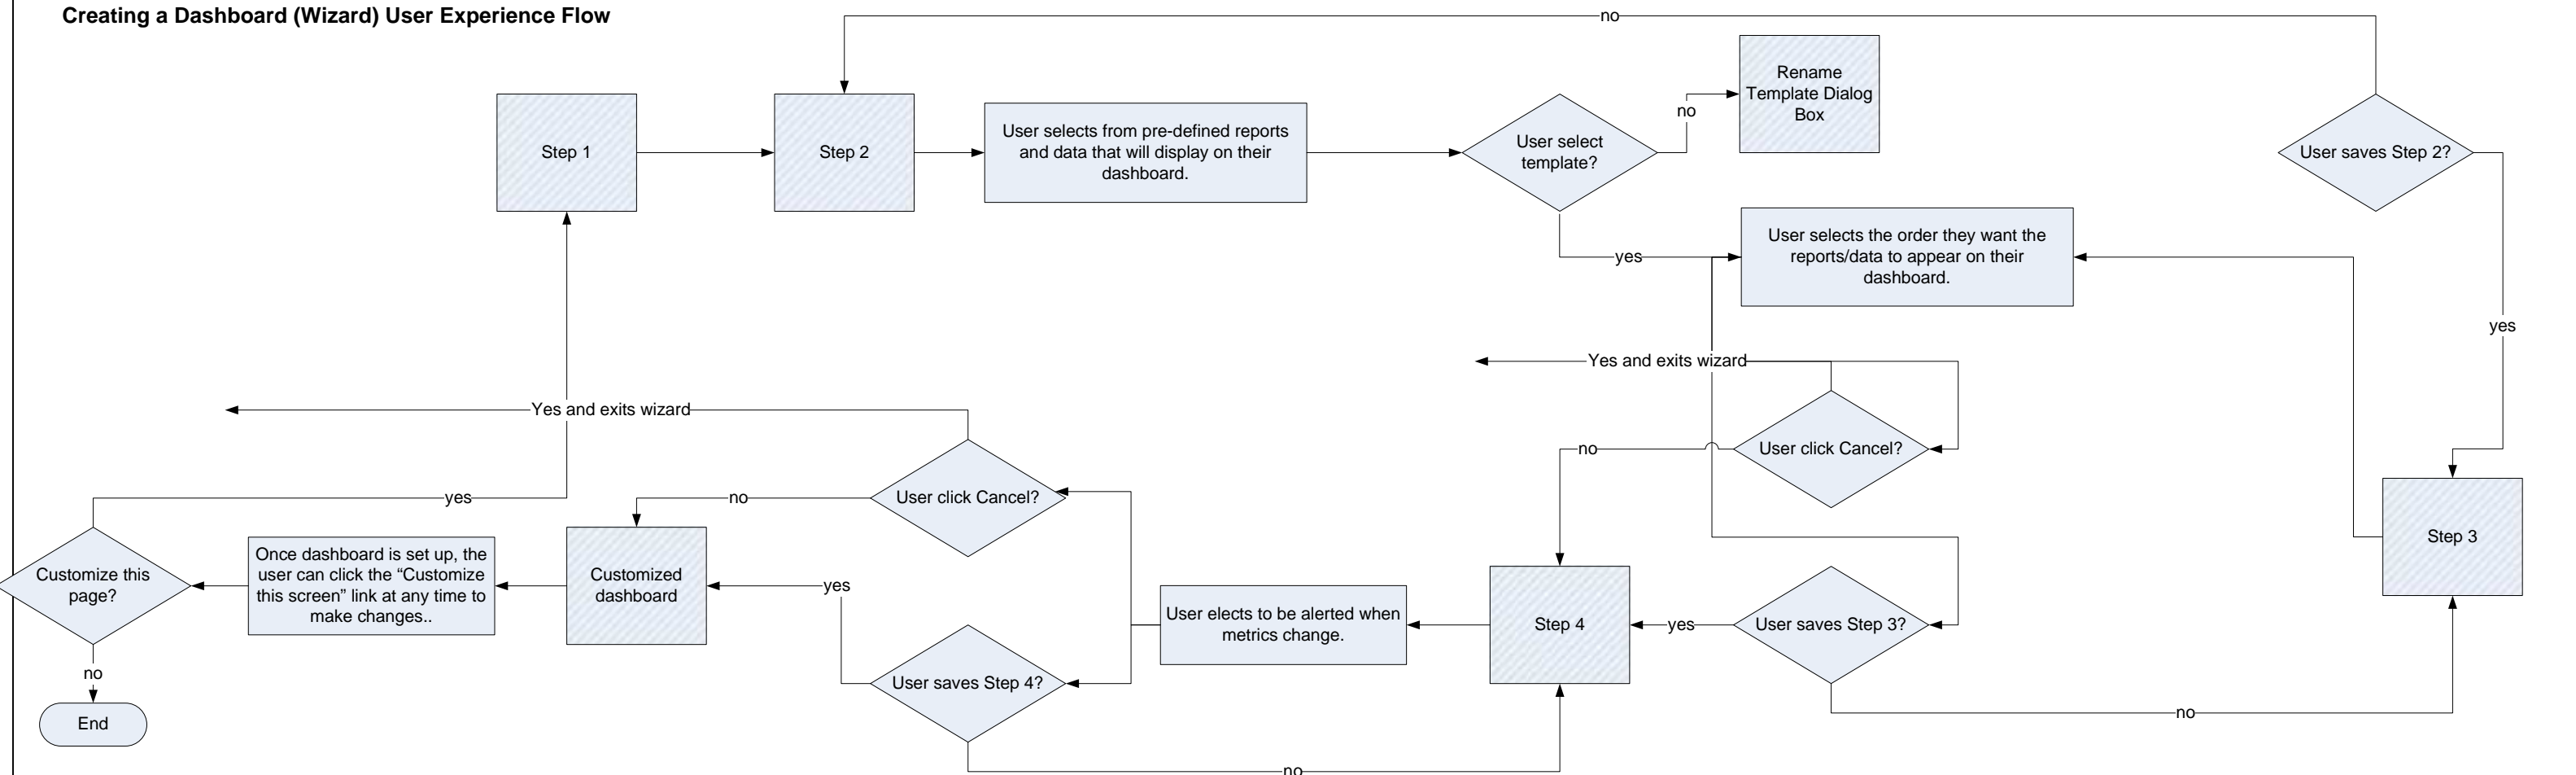 Creating a Dashboard (Wizard) User Experience Flow
no
Rename
Template Dialog
Box
no
Step 1
Step 2
User selects from pre-defined reports
and data that will display on their
dashboard.
User select
template?
User saves Step 2?
yes
User selects the order they want the
reports/data to appear on their
dashboard.
yes
Yes and exits wizard
Yes and exits wizard
no
User click Cancel?
yes
no
User click Cancel?
Step 3
Customize this
page?
Once dashboard is set up, the
user can click the “Customize
this screen” link at any time to
make changes..
Customized
dashboard
yes
User elects to be alerted when
metrics change.
Step 4
yes
User saves Step 3?
no
User saves Step 4?
no
End
no